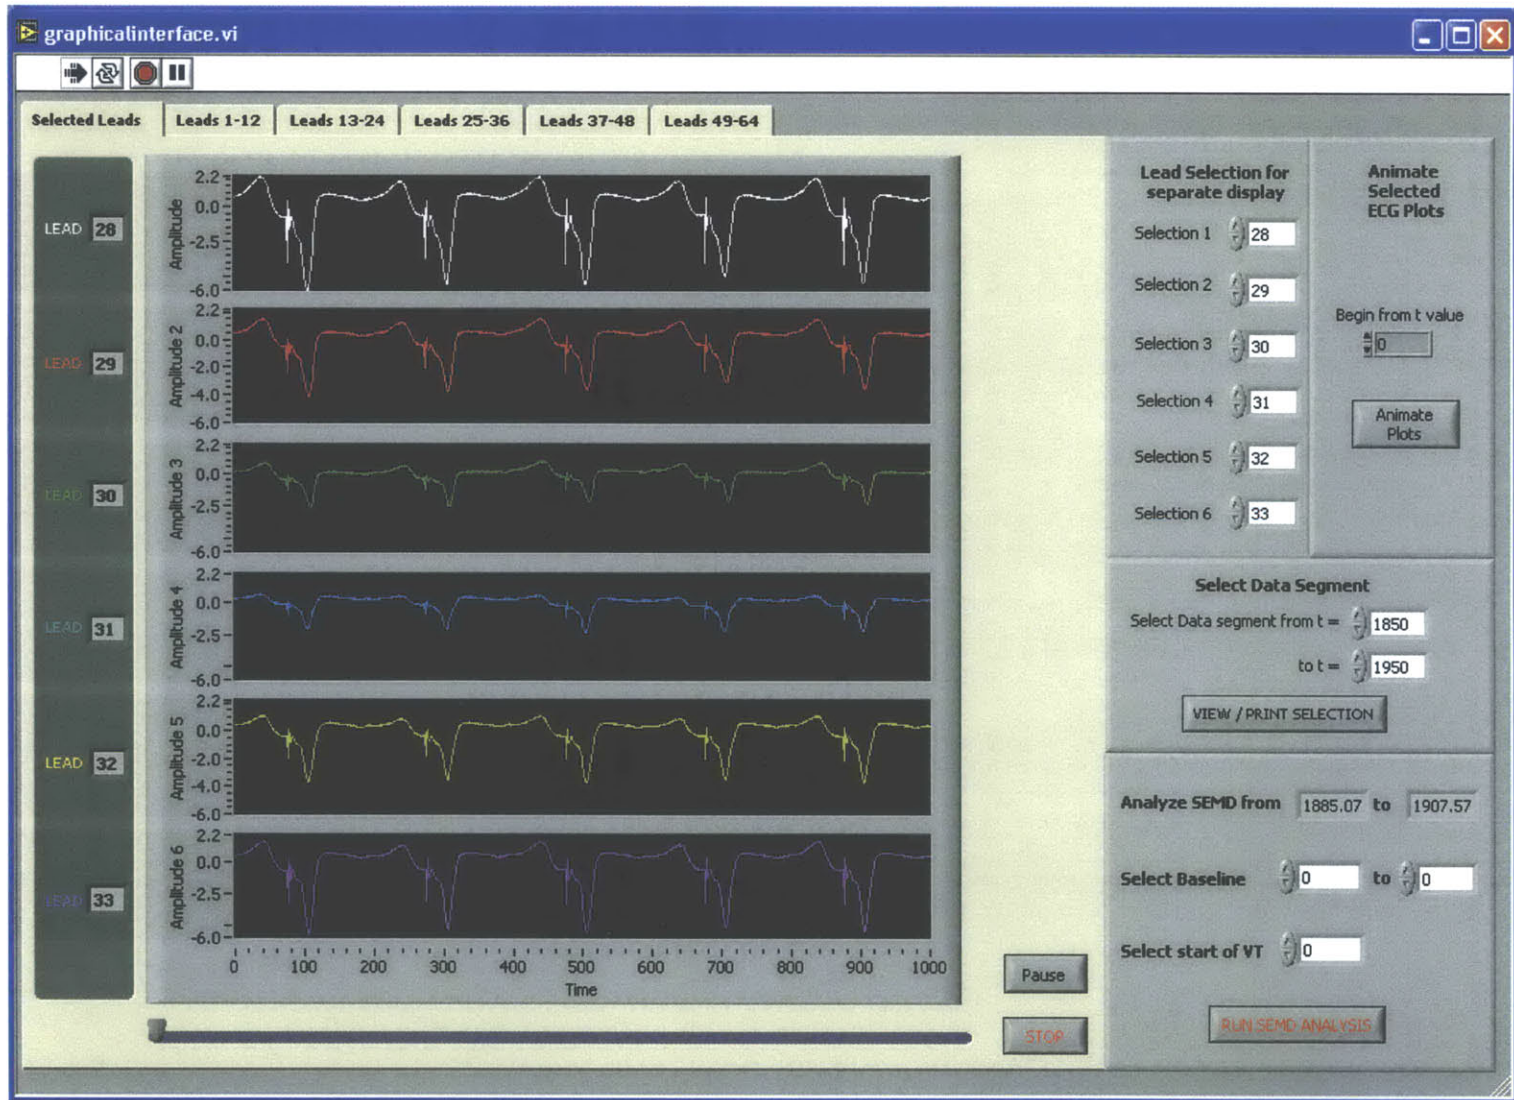 graphicalinterface.vi
Selected Leads
Leads 1-12
Leads 13-24
Leads 25-36
Leads 37-48
Leads 49-64
LEAD 28
Amplitude
2.2
0.0
-2.5
-6.0
LEAD 29
Amplitude 2
2.2
0.0
-2.0
-4.0
-6.0
LEAD 30
Amplitude 3
2.2
0.0
-2.5
-6.0
LEAD 31
Amplitude 4
2.2
0.0
-2.5
-6.0
LEAD 32
Amplitude 5
2.2
0.0
-2.0
-4.0
-6.0
LEAD 33
Amplitude 6
2.2
0.0
-2.5
-6.0
0 100 200 300 400 500 600 700 800 900 1000
Time
Pause
STOP
Lead Selection for
separate display
Selection 1 28
Selection 2 29
Selection 3 30
Selection 4 31
Selection 5 32
Selection 6 33
Animate
Selected
ECG Plots
Begin from t value
0
Animate
Plots
Select Data Segment
Select Data segment from t = 1850
to t = 1950
VIEW / PRINT SELECTION
Analyze SEMD from 1885.07 to 1907.57
Select Baseline 0 to 0
Select start of VT 0
RUN SEMD ANALYSIS